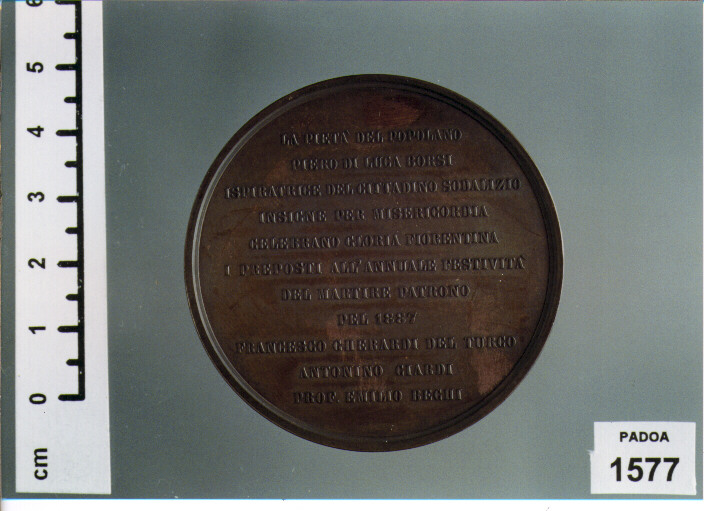 LA PIETÀ DEL POPOLANO
PIERO DI LUCA BORSI
ISPIRATRICE DEL CITTADINO SODALIZIO
INSIGNE PER MISERICORDIA
CELEBRANO GLORIA FIORENTINA
I PREPOSTI ALL'ANNUALE FESTIVITÀ
DEL MARTIRE PATRONO
PEL 1887
FRANCESCO GHERARDI DEL TURCO
ANTONINO CIARDI
PROF. EMILIO BECHI
6
5
4
3
2
1
0
cm
PADOA
1577